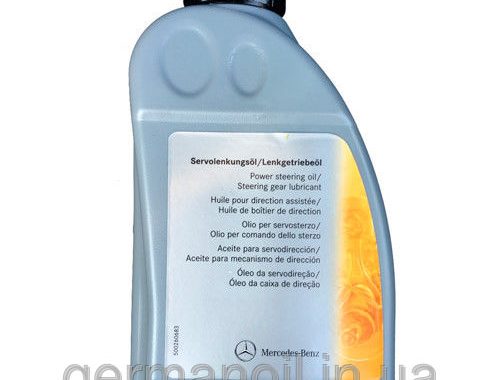 Servolenkungsöl/Lenkgetriebeöl
Power steering oil/
Steering gear lubricant
Huile pour direction assistée/
Huile de boîtier de direction
Olio per servosterzo/
Olio per comando dello sterzo
Aceite para servodirección/
Aceite para mecanismo de dirección
Óleo da servodireção/
Óleo da caixa de direção
500260683
Mercedes-Benz
germanoil.in.ua